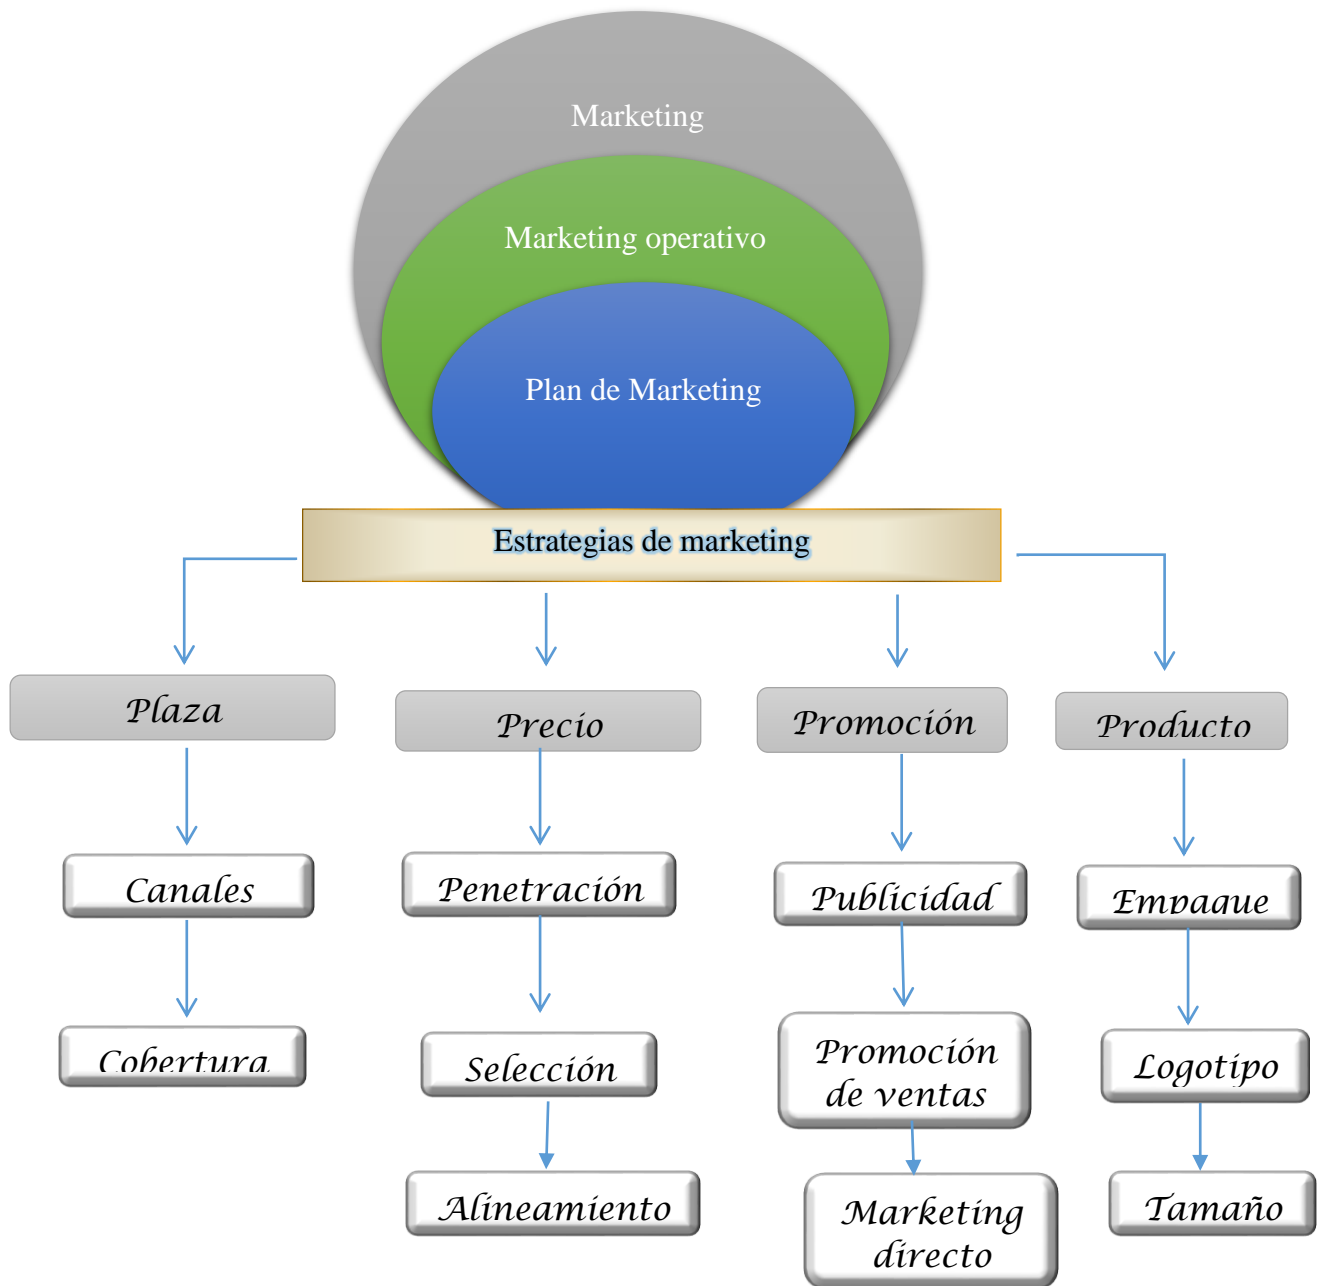 Marketing
Marketing operativo
Plan de Marketing
Estrategias de marketing
Plaza
Precio
Promoción
Producto
Canales
Penetración
Publicidad
Empaque
Cobertura
Selección
Promoción
de ventas
Logotipo
Alineamiento
Marketing
directo
Tamaño